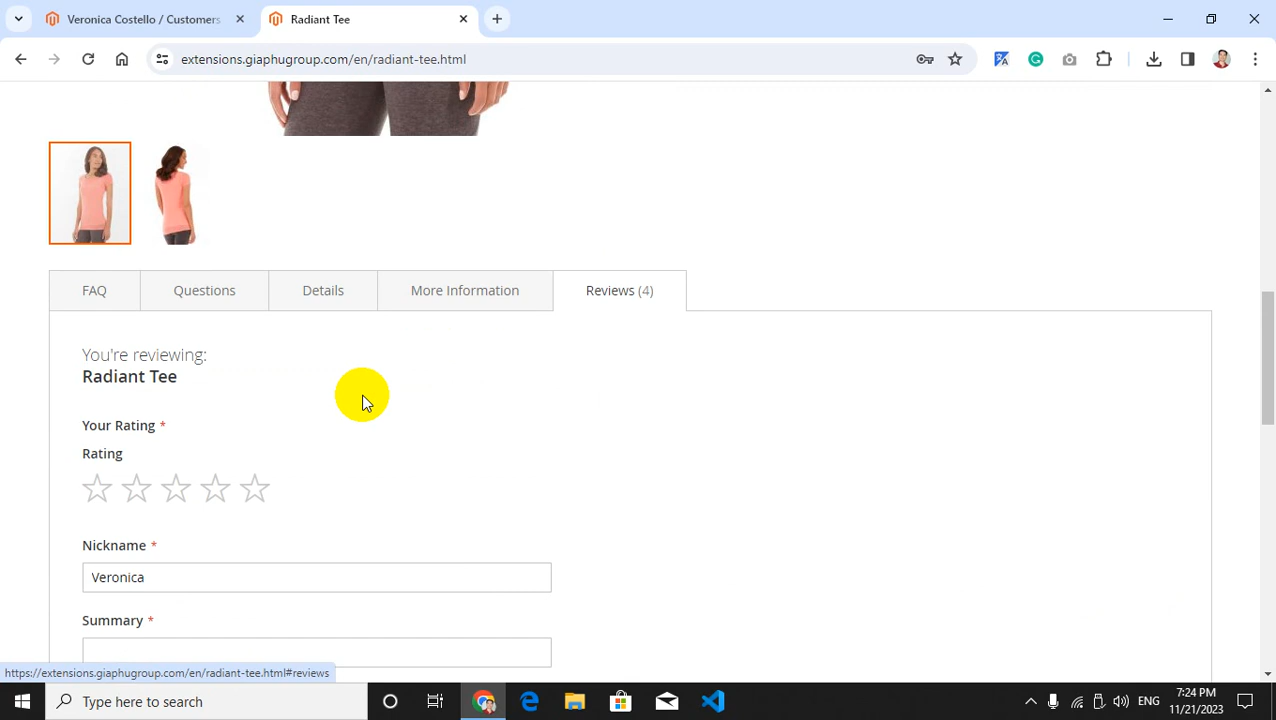 Veronica Costello / Customers
Radiant Tee
extensions.giaphugroup.com/en/radiant-tee.html
FAQ
Questions
Details
More Information
Reviews (4)
You're reviewing:
Radiant Tee
Your Rating *
Rating
Nickname *
Veronica
Summary *
https://extensions.giaphugroup.com/en/radiant-tee.html#reviews
Type here to search
ENG
7:24 PM
11/21/2023